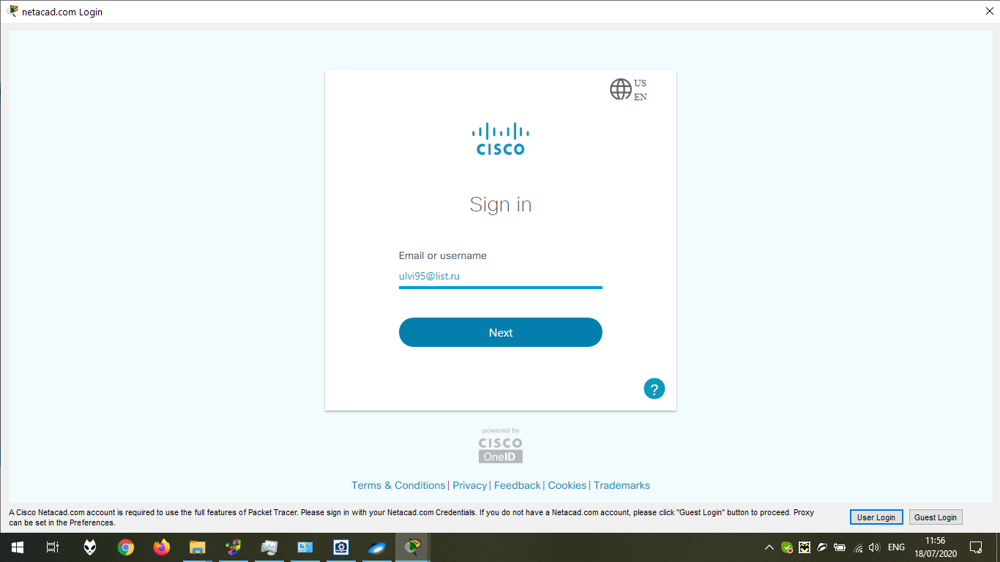 netacad.com Login
US
EN
CISCO
Sign in
Email or username
ulvi95@list.ru
Next
?
powered by
CISCO
OneID
Terms & Conditions | Privacy | Feedback | Cookies | Trademarks
A Cisco Netacad.com account is required to use the full features of Packet Tracer. Please sign in with your Netacad.com Credentials. If you do not have a Netacad.com account, please click "Guest Login" button to proceed. Proxy
can be set in the Preferences.
User Login
Guest Login
ENG
11:56
18/07/2020